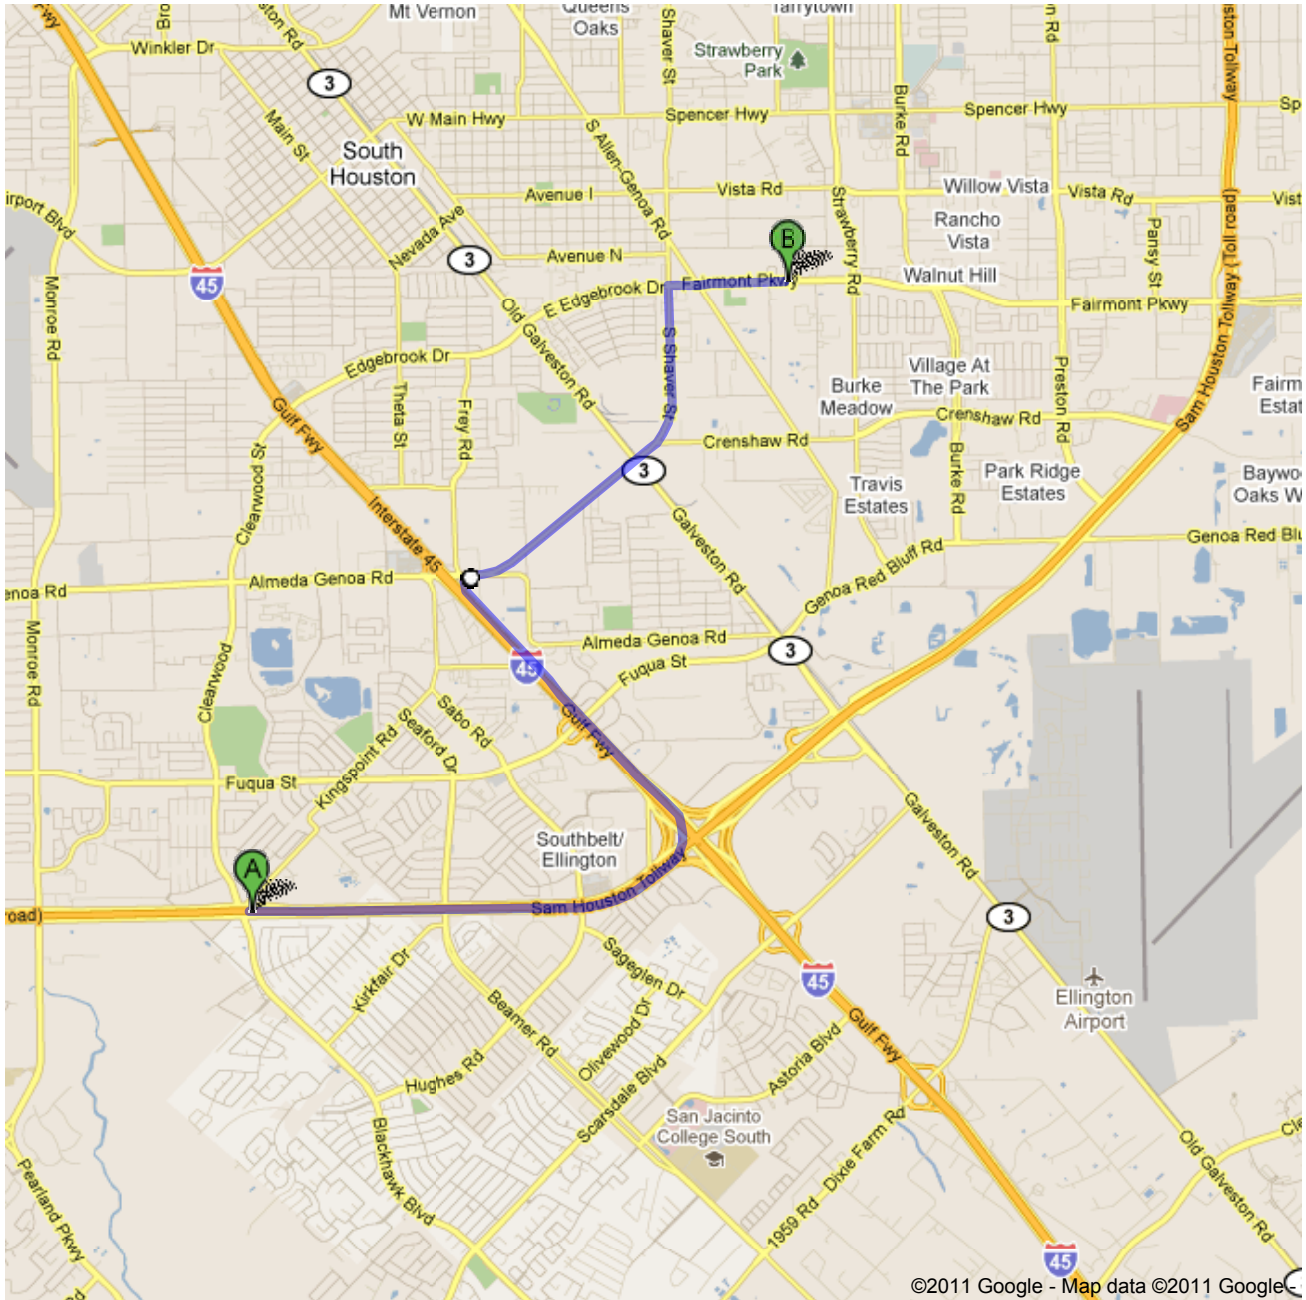 Mt Vernon
Queens
Oaks
Tarrytown
Fwy
Winkler Dr
Shaver St
Strawberry
Park
3
Main St
W Main Hwy
Spencer Hwy
Spencer Hwy
Burke Rd
Sam Houston Tollway (Toll road)
South
Houston
S Allen-Genoa Rd
Avenue I
Vista Rd
Willow Vista
Vista Rd
Vist
Strawberry Rd
Rancho
Vista
Pansy St
irport Blvd
Nevada Ave
3
Avenue N
B
Walnut Hill
45
Monroe Rd
E Edgebrook Dr
Fairmont Pkwy
Fairmont Pkwy
Old Galveston Rd
S Shaver St
Edgebrook Dr
Village At
The Park
Burke
Meadow
Preston Rd
Theta St
Frey Rd
Gulf Fwy
Crenshaw Rd
Crenshaw Rd
Sam Houston Tollway
Clearwood St
3
Burke Rd
Travis
Estates
Park Ridge
Estates
Interstate 45
Galveston Rd
Genoa Red Bluff Rd
Genoa Red Blu
enoa Rd
Almeda Genoa Rd
Monroe Rd
Almeda Genoa Rd
3
Clearwood
45
Fuqua St
Gulf Fwy
Sabo Rd
Seaford Dr
Kingspoint Rd
Fuqua St
Galveston Rd
Southbelt/
Ellington
A
oad)
Sam Houston Tollway
3
Kirkfair Dr
Sageglen Dr
45
Ellington
Airport
Beamer Rd
Olivewood Dr
Gulf Fwy
Astoria Blvd
Hughes Rd
Scarsdale Blvd
San Jacinto
College South
Dixie Farm Rd
1959 Rd
Blackhawk Blvd
Old Galveston Rd
Pearland Pkwy
45
©2011 Google - Map data ©2011 Google -